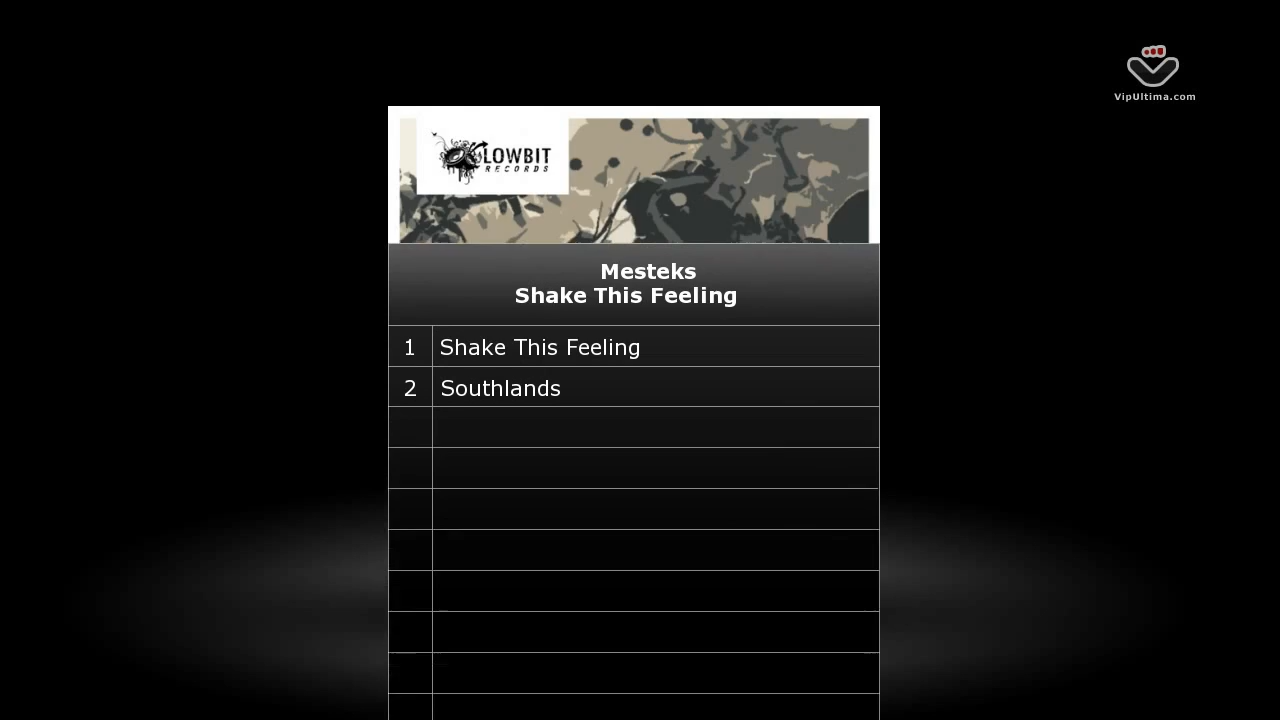 VipUltima.com
LOWBIT
RECORDS
Mesteks
Shake This Feeling
1 Shake This Feeling
2 Southlands